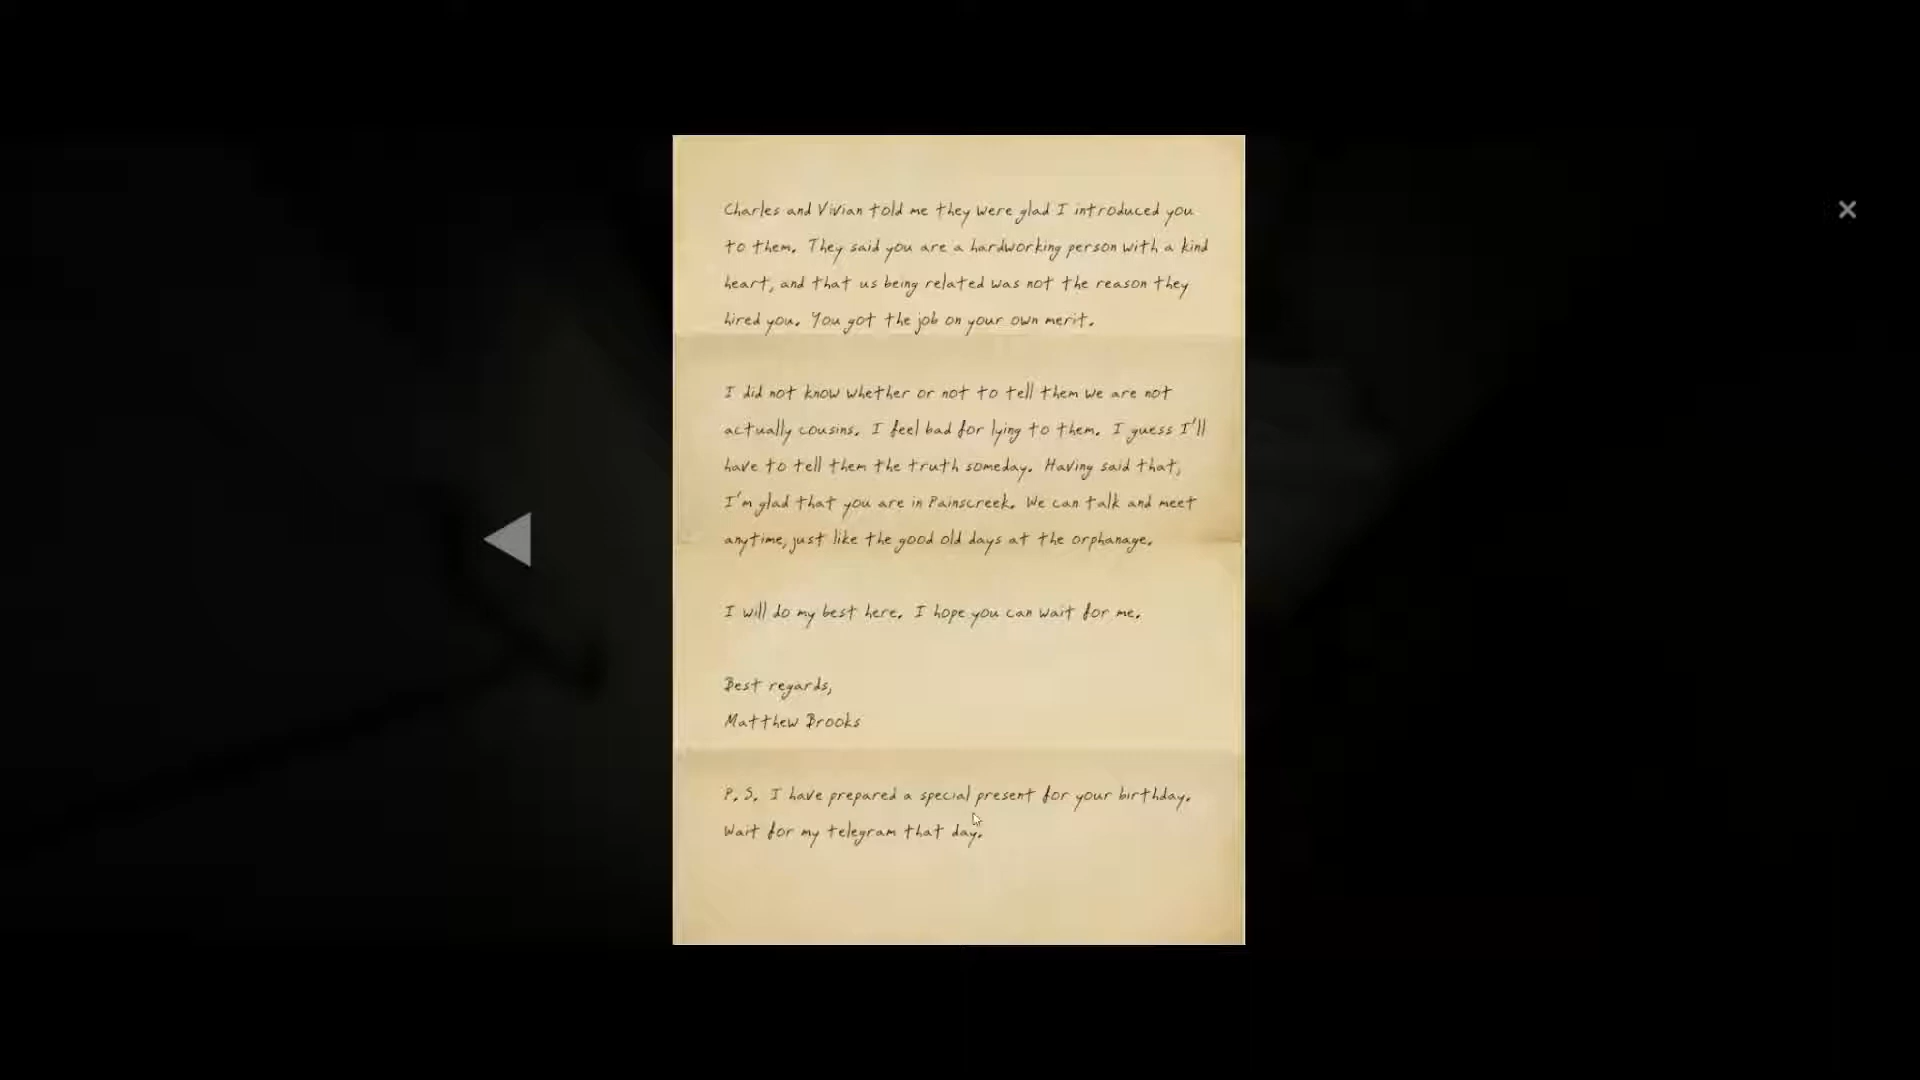 Charles and Vivian told me they were glad I introduced you
to them. They said you are a hardworking person with a kind
heart, and that us being related was not the reason they
hired you. You got the job on your own merit.
I did not know whether or not to tell them we are not
actually cousins. I feel bad for lying to them. I guess I'll
have to tell them the truth someday. Having said that,
I'm glad that you are in Painscreek. We can talk and meet
anytime, just like the good old days at the orphanage.
I will do my best here. I hope you can wait for me.
Best regards,
Matthew Brooks
P. S. I have prepared a special present for your birthday.
Wait for my telegram that day.